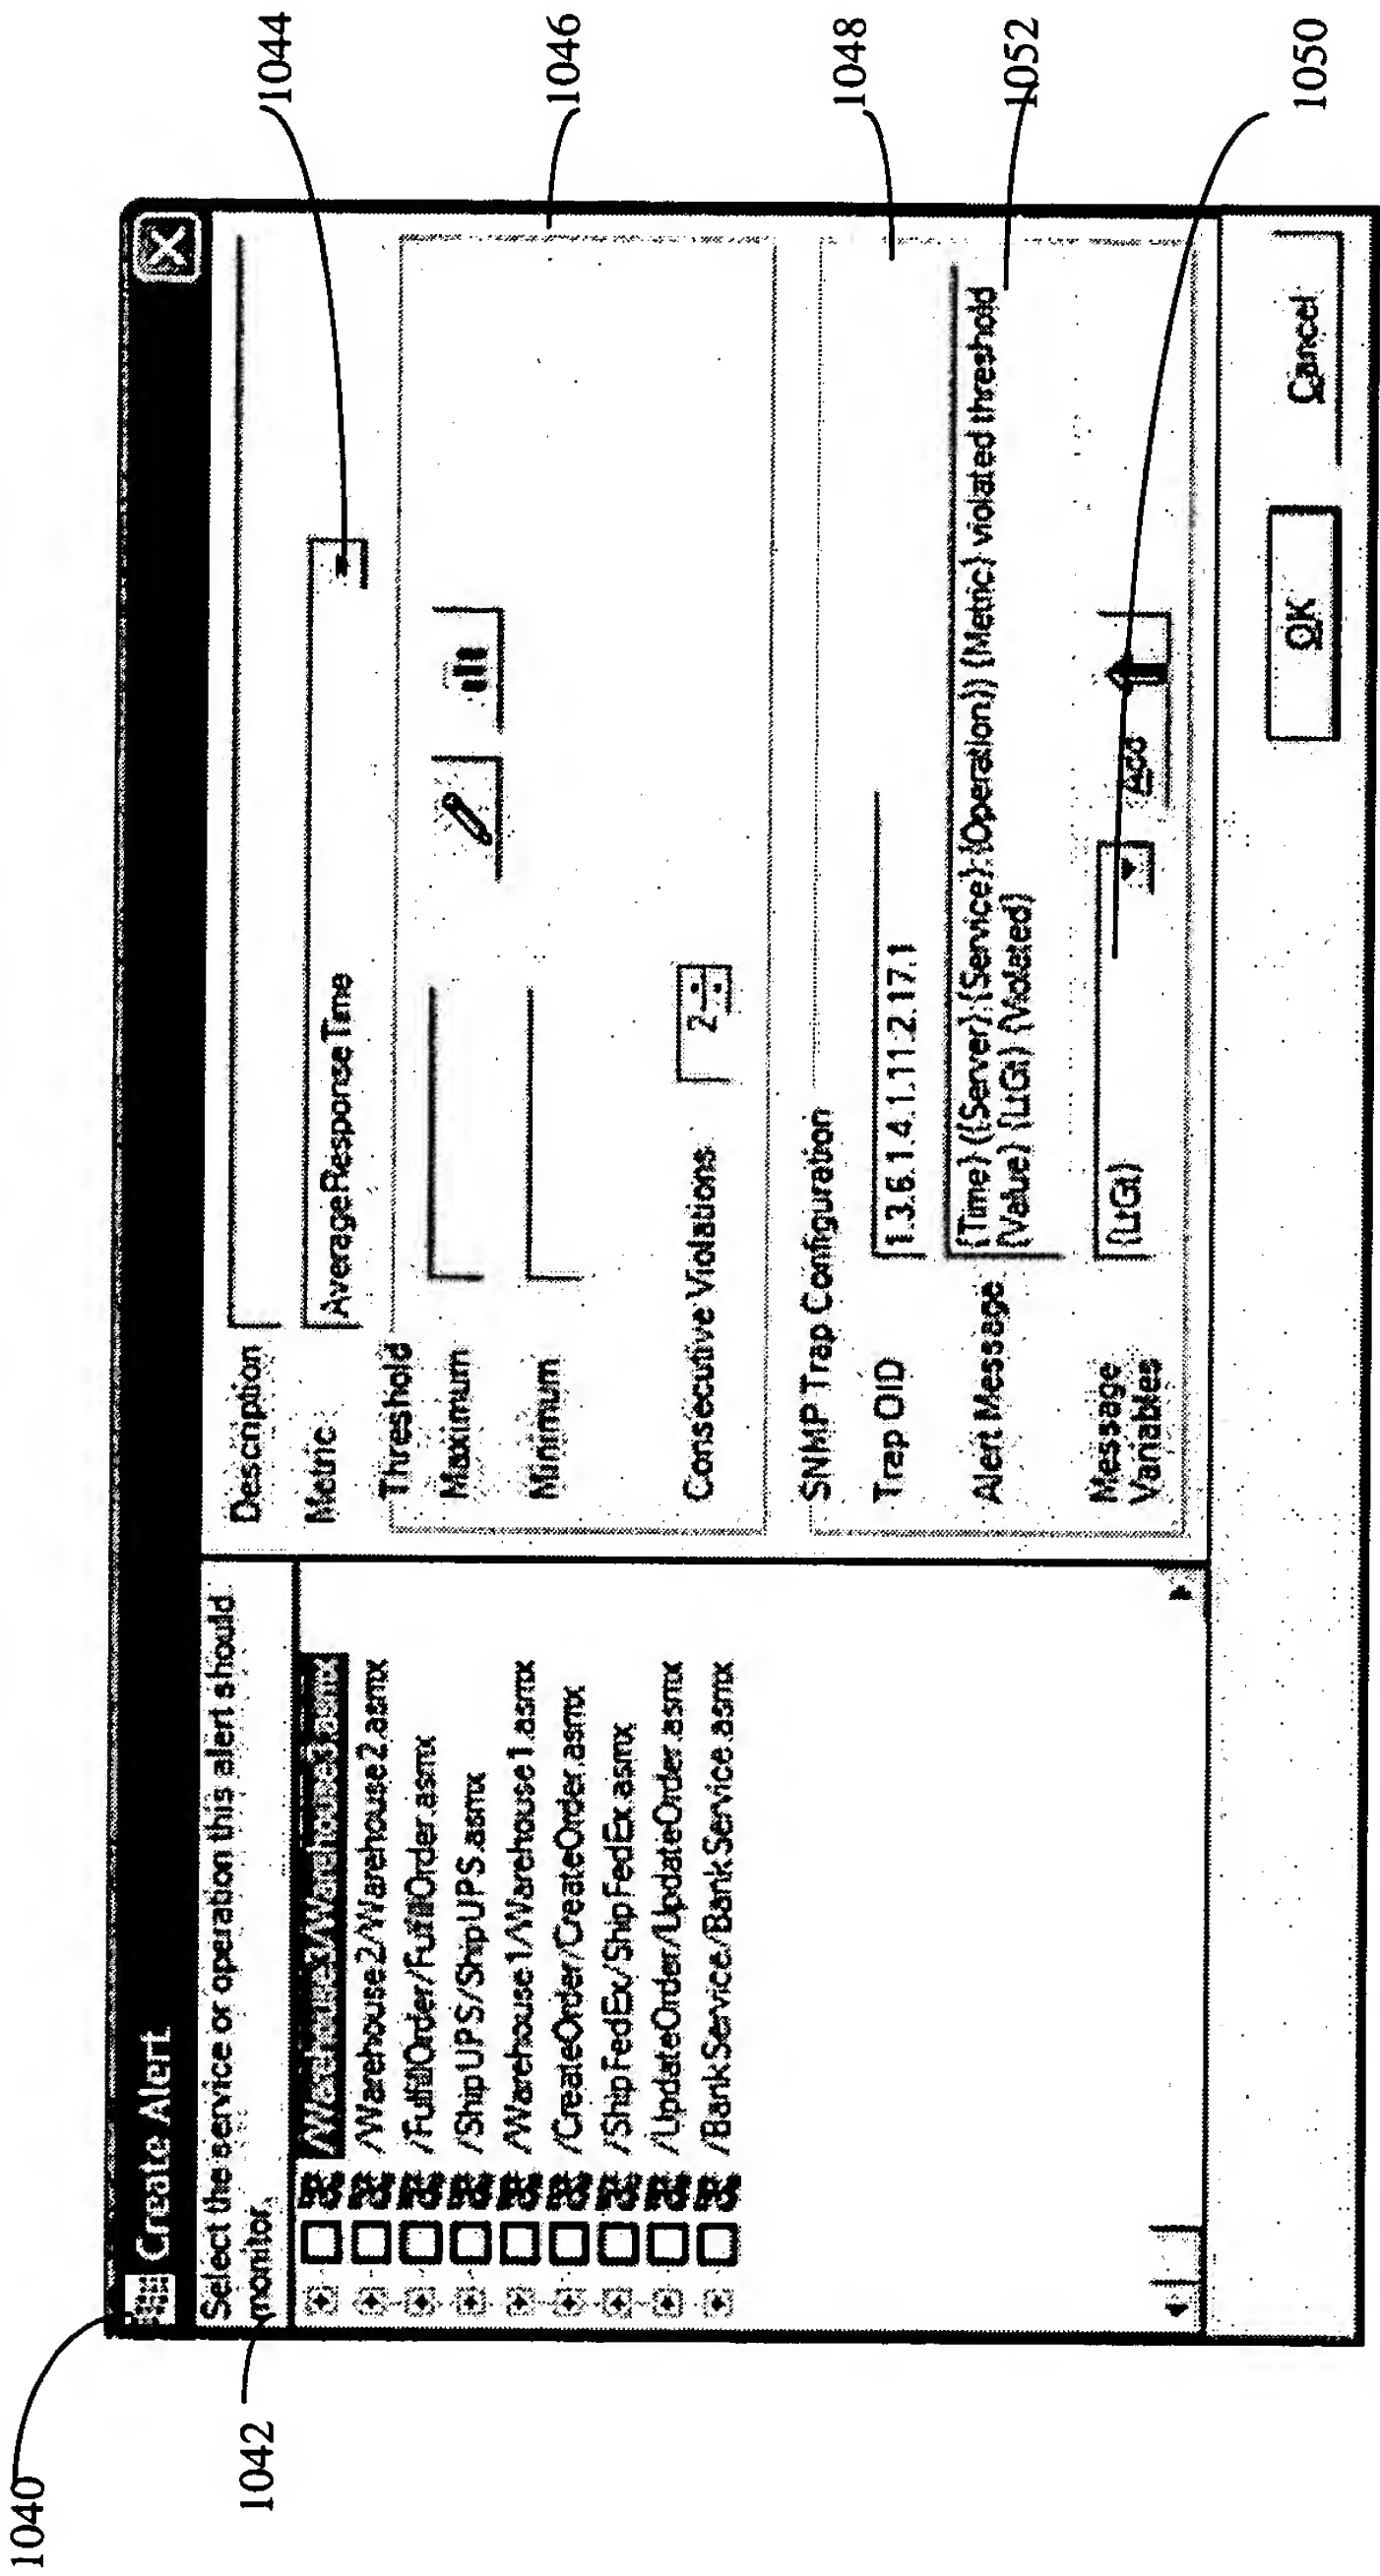 1040
Create Alert
1042
Select the service or operation this alert should
monitor.
/Warehouse3/Warehouse3.asmx
/Warehouse2/Warehouse2.asmx
/FulfillOrder/FulfillOrder.asmx
/ShipUPS/ShipUPS.asmx
/Warehouse1/Warehouse1.asmx
/CreateOrder/CreateOrder.asmx
/ShipFedEx/ShipFedEx.asmx
/UpdateOrder/UpdateOrder.asmx
/BankService/BankService.asmx
Description
Metric
AverageResponseTime
1044
Threshold
1046
Maximum
Minimum
Consecutive Violations
2
SNMP Trap Configuration
1048
Trap OID
1.3.6.1.4.1.11.2.17.1
Alert Message
{Time} ({Server}:{Service}:{Operation}) {Metric} violated threshold
{Value} {LtGt} {Violated}
1052
Message
Variables
{LtGt}
Add
1050
OK
Cancel